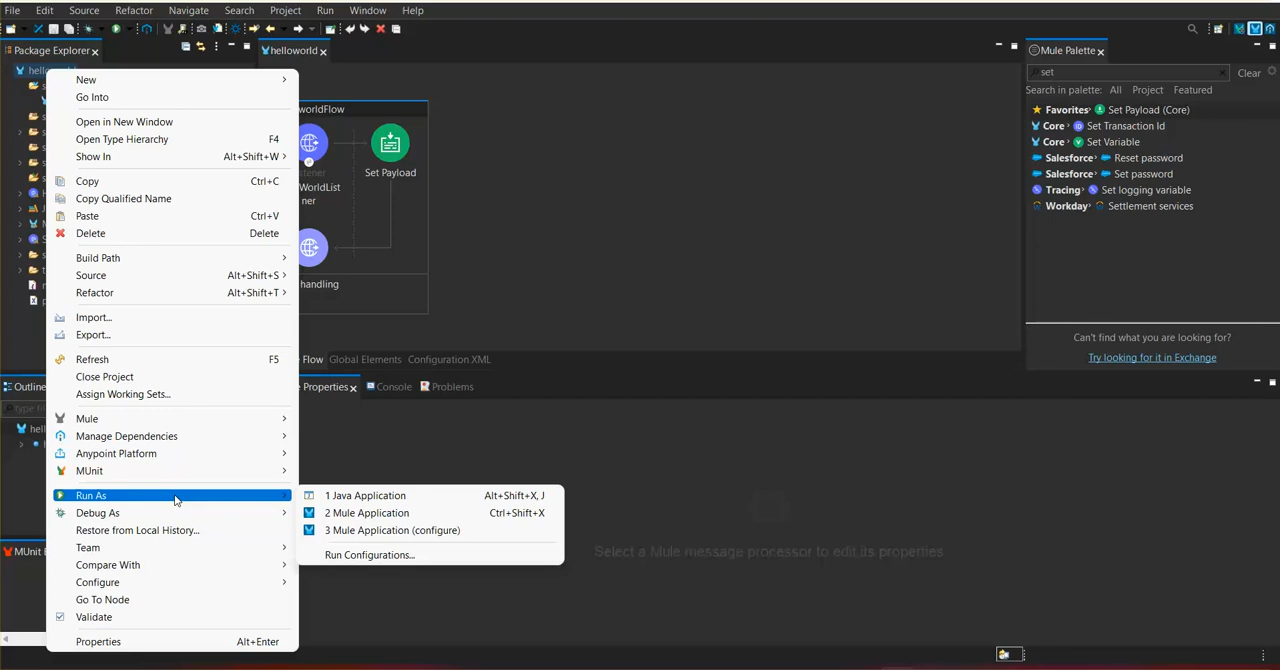 File Edit Source Refactor Navigate Search Project Run Window Help
Package Explorer
helloworld
Mule Palette
set
Clear
Search in palette: All Project Featured
Favorites Set Payload (Core)
Core Set Transaction Id
Core Set Variable
Salesforce Reset password
Salesforce Set password
Tracing Set logging variable
Workday Settlement services
Can't find what you are looking for?
Try looking for it in Exchange
New
Go Into
Open in New Window
Open Type Hierarchy F4
Show In Alt+Shift+W
Copy Ctrl+C
Copy Qualified Name
Paste Ctrl+V
Delete Delete
Build Path
Source Alt+Shift+S
Refactor Alt+Shift+T
Import...
Export...
Refresh F5
Close Project
Assign Working Sets...
Mule
Manage Dependencies
Anypoint Platform
MUnit
Run As
Debug As
Restore from Local History...
Team
Compare With
Configure
Go To Node
Validate
Properties Alt+Enter
1 Java Application Alt+Shift+X, J
2 Mule Application Ctrl+Shift+X
3 Mule Application (configure)
Run Configurations...
worldFlow
stener
WorldList
ner
Set Payload
handling
Flow Global Elements Configuration XML
Properties Console Problems
Select a Mule message processor to edit its properties
Outline
type fil
hell
MUnit